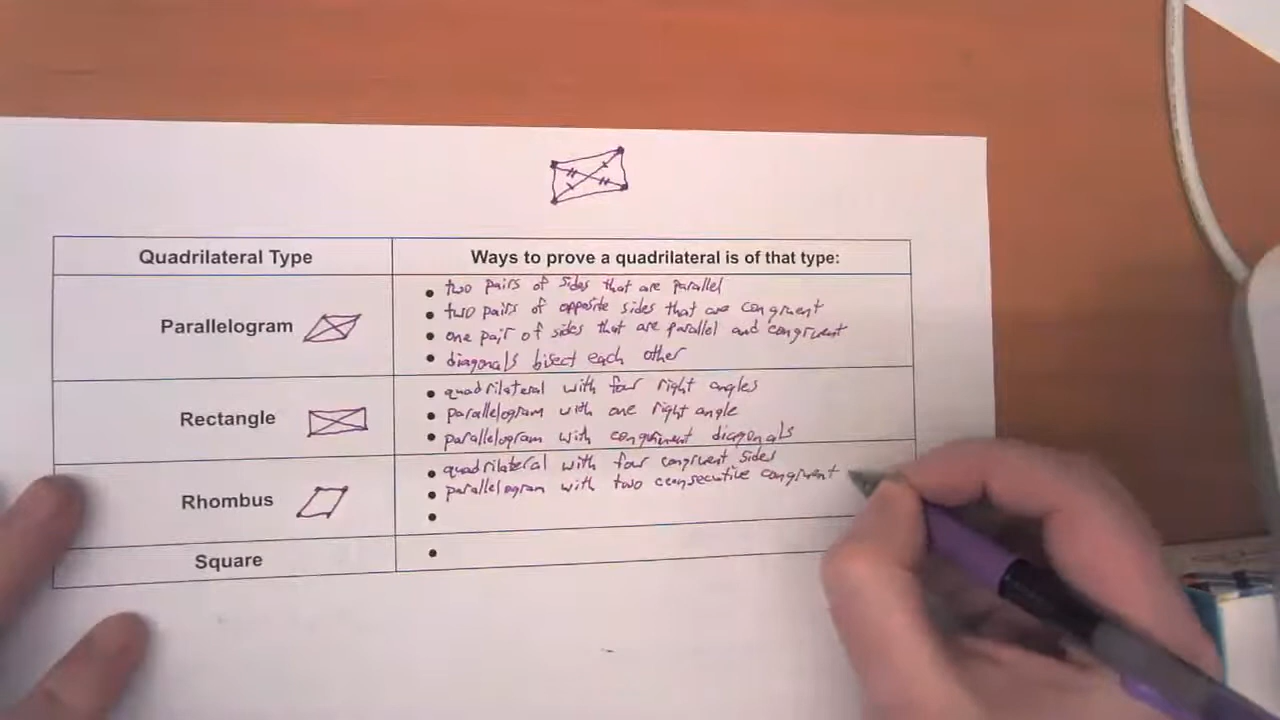 Quadrilateral Type
Ways to prove a quadrilateral is of that type:
Parallelogram
• two pairs of sides that are parallel
• two pairs of opposite sides that are congruent
• one pair of sides that are parallel and congruent
• diagonals bisect each other
Rectangle
• quadrilateral with four right angles
• parallelogram with one right angle
• parallelogram with congruent diagonals
Rhombus
• quadrilateral with four congruent sides
• parallelogram with two consecutive congruent
•
Square
•